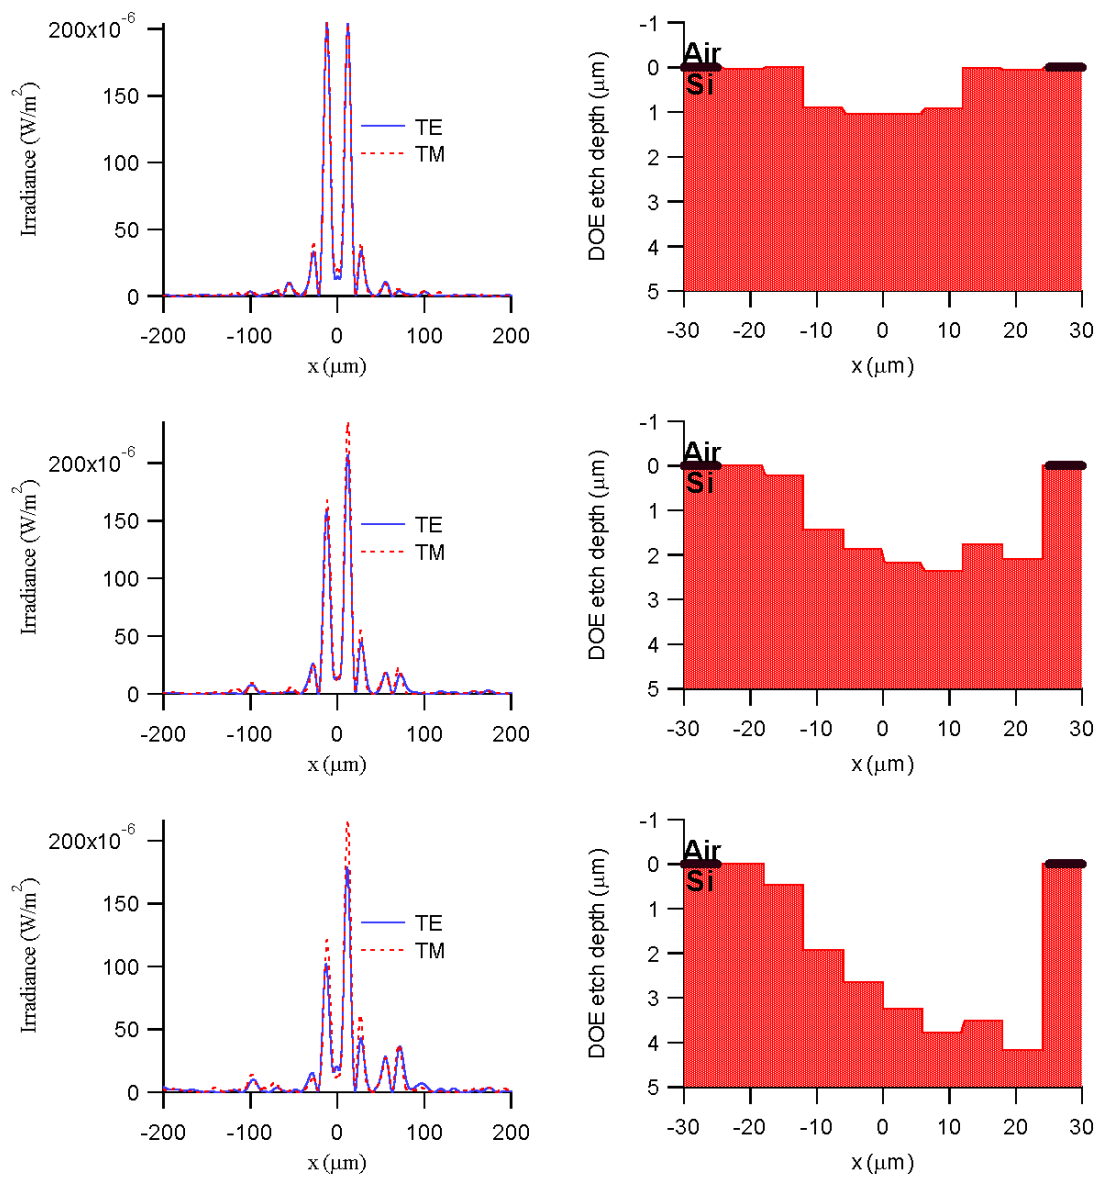 200x10⁻⁶
150
100
50
0
Irradiance (W/m²)
TE
TM
-200 -100 0 100 200
x (μm)
-1
0
1
2
3
4
5
DOE etch depth (μm)
Air
Si
-30 -20 -10 0 10 20 30
x (μm)
200x10⁻⁶
150
100
50
0
Irradiance (W/m²)
TE
TM
-200 -100 0 100 200
x (μm)
-1
0
1
2
3
4
5
DOE etch depth (μm)
Air
Si
-30 -20 -10 0 10 20 30
x (μm)
200x10⁻⁶
150
100
50
0
Irradiance (W/m²)
TE
TM
-200 -100 0 100 200
x (μm)
-1
0
1
2
3
4
5
DOE etch depth (μm)
Air
Si
-30 -20 -10 0 10 20 30
x (μm)